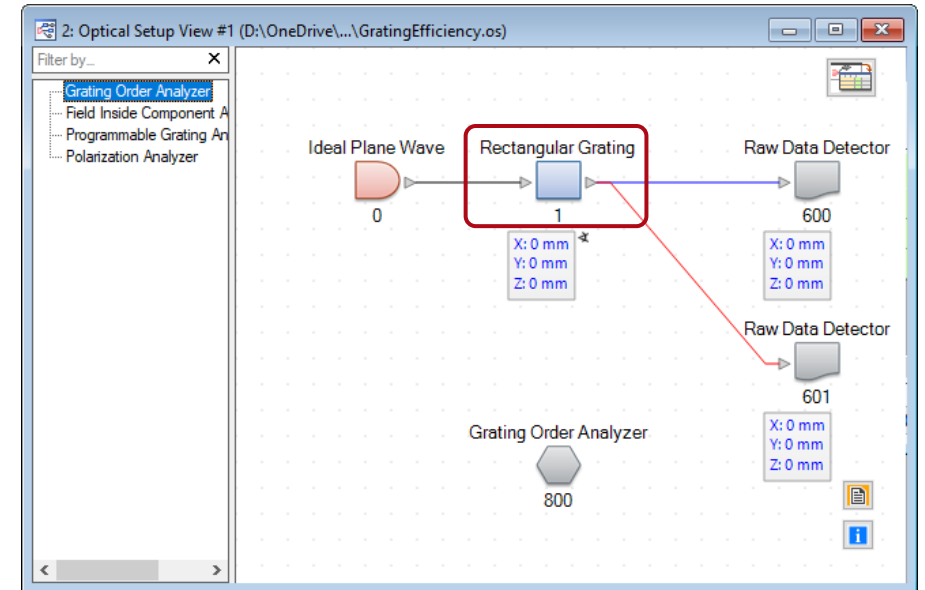 2: Optical Setup View #1 (D:\OneDrive\...\GratingEfficiency.os)
Filter by...
Grating Order Analyzer
Field Inside Component A
Programmable Grating An
Polarization Analyzer
Ideal Plane Wave
0
Rectangular Grating
1
X: 0 mm
Y: 0 mm
Z: 0 mm
Raw Data Detector
600
X: 0 mm
Y: 0 mm
Z: 0 mm
Raw Data Detector
601
X: 0 mm
Y: 0 mm
Z: 0 mm
Grating Order Analyzer
800